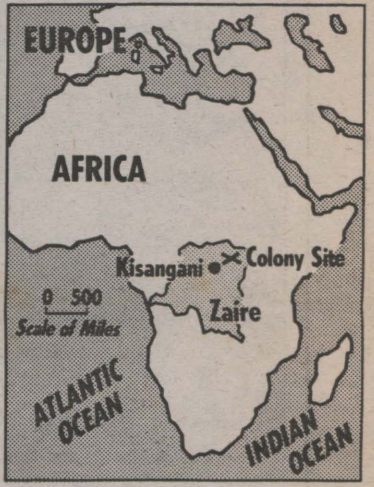 EUROPE
AFRICA
Kisangani
Colony Site
Zaire
0 500
Scale of Miles
ATLANTIC
OCEAN
INDIAN
OCEAN